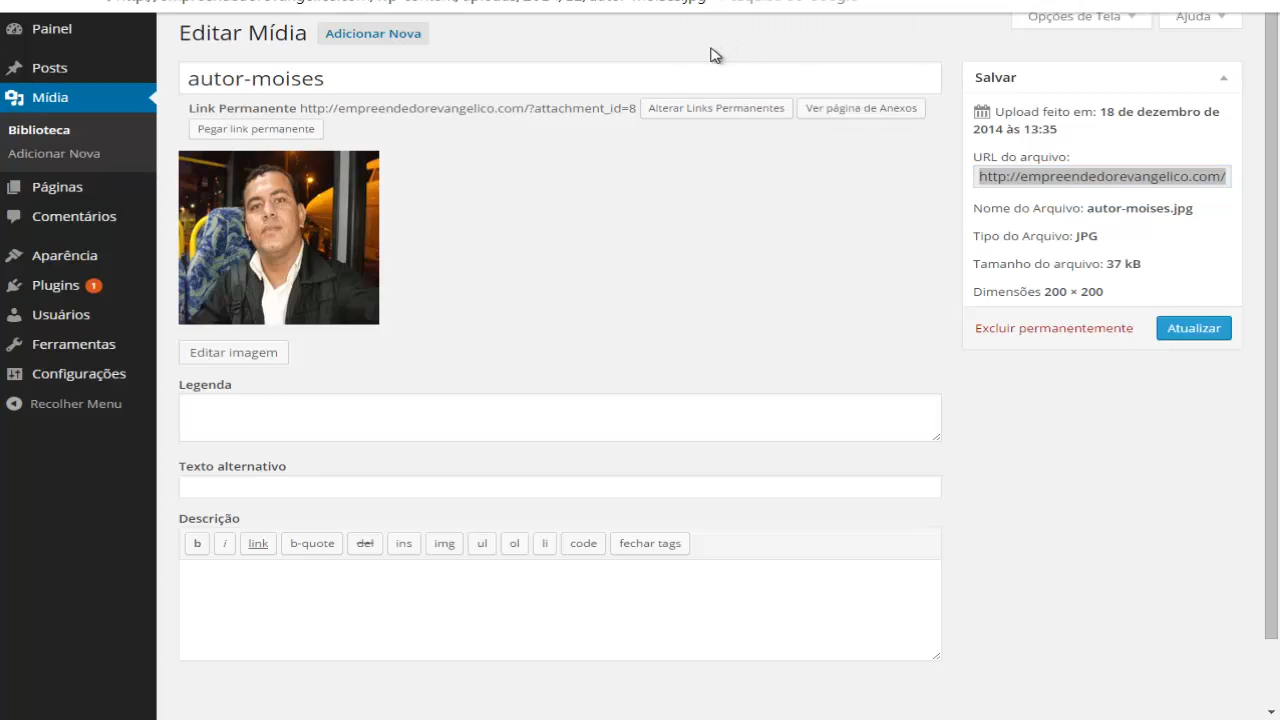 Painel
Posts
Mídia
Biblioteca
Adicionar Nova
Páginas
Comentários
Aparência
Plugins 1
Usuários
Ferramentas
Configurações
Recolher Menu
Opções de Tela
Ajuda
Editar Mídia
Adicionar Nova
autor-moises
Link Permanente http://empreendedorevangelico.com/?attachment_id=8 Alterar Links Permanentes Ver página de Anexos
Pegar link permanente
Editar imagem
Legenda
Texto alternativo
Descrição
b i link b-quote del ins img ul ol li code fechar tags
Salvar
Upload feito em: 18 de dezembro de
2014 às 13:35
URL do arquivo:
http://empreendedorevangelico.com/
Nome do Arquivo: autor-moises.jpg
Tipo do Arquivo: JPG
Tamanho do arquivo: 37 kB
Dimensões 200 × 200
Excluir permanentemente Atualizar